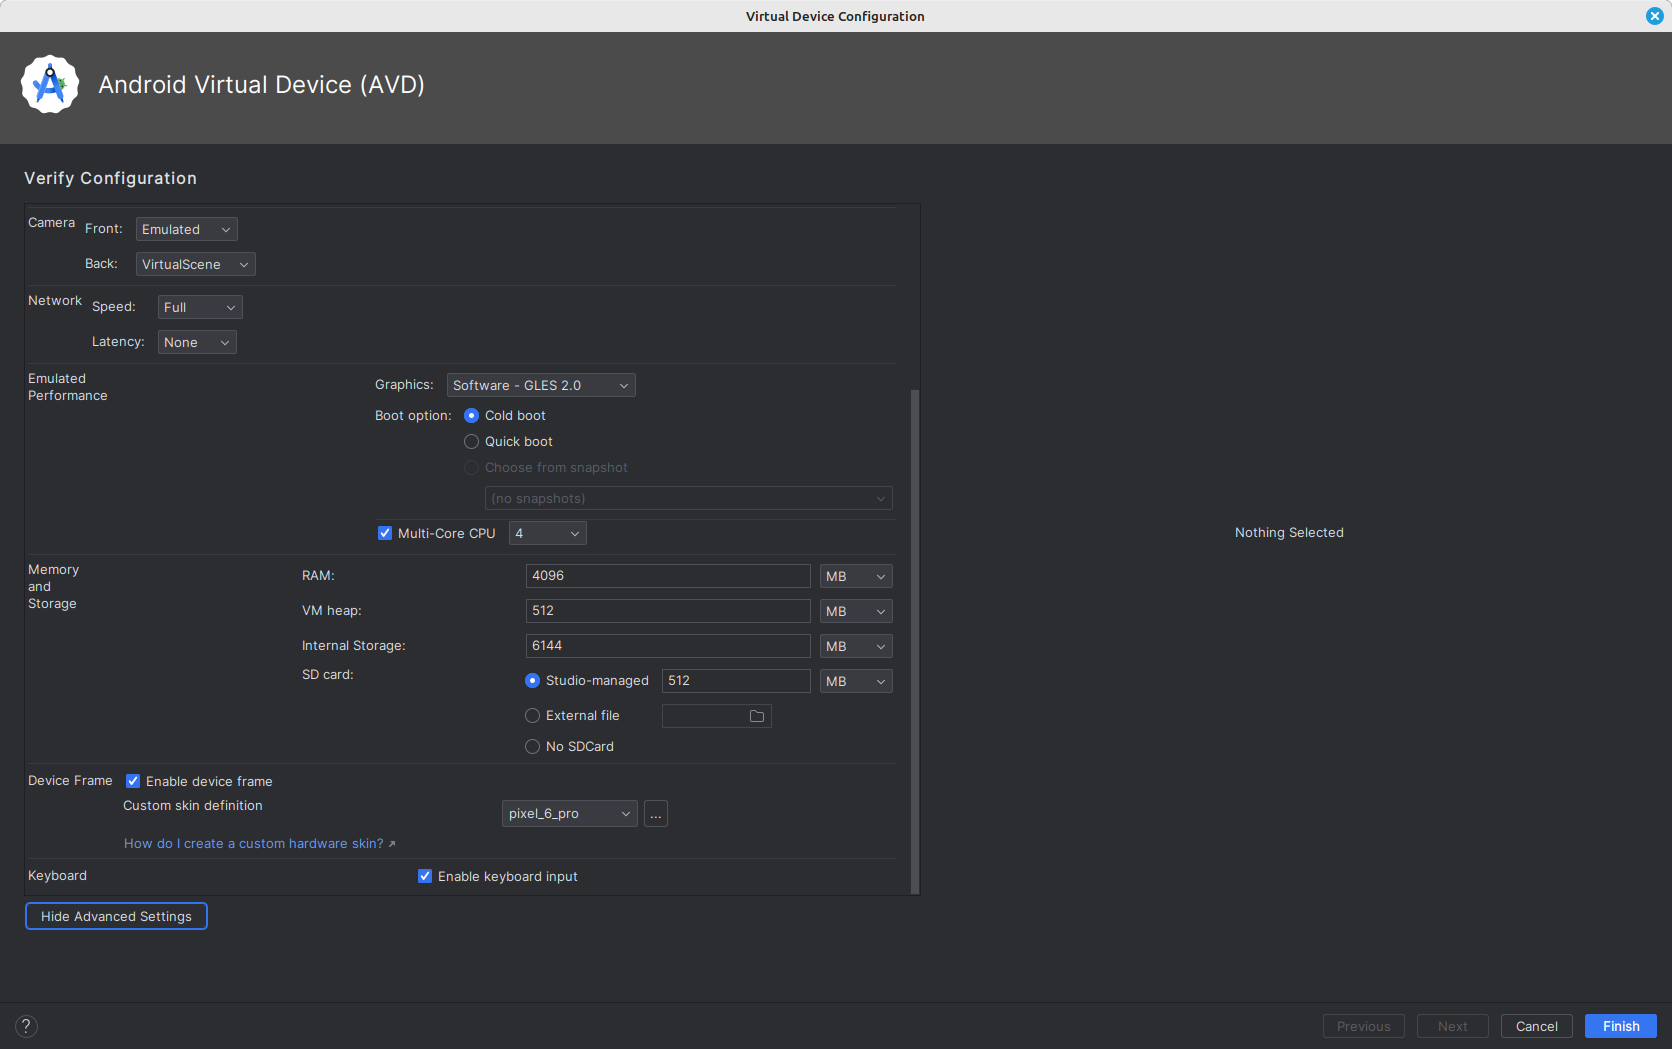 Virtual Device Configuration
Android Virtual Device (AVD)
Verify Configuration
Camera
Front:
Emulated
Back:
VirtualScene
Network
Speed:
Full
Latency:
None
Emulated
Performance
Graphics:
Software - GLES 2.0
Boot option:
Cold boot
Quick boot
Choose from snapshot
(no snapshots)
Multi-Core CPU
4
Memory
and
Storage
RAM:
4096
MB
VM heap:
512
MB
Internal Storage:
6144
MB
SD card:
Studio-managed
512
MB
External file
No SDCard
Device Frame
Enable device frame
Custom skin definition
pixel_6_pro
...
How do I create a custom hardware skin? ↗
Keyboard
Enable keyboard input
Hide Advanced Settings
Nothing Selected
?
Previous
Next
Cancel
Finish